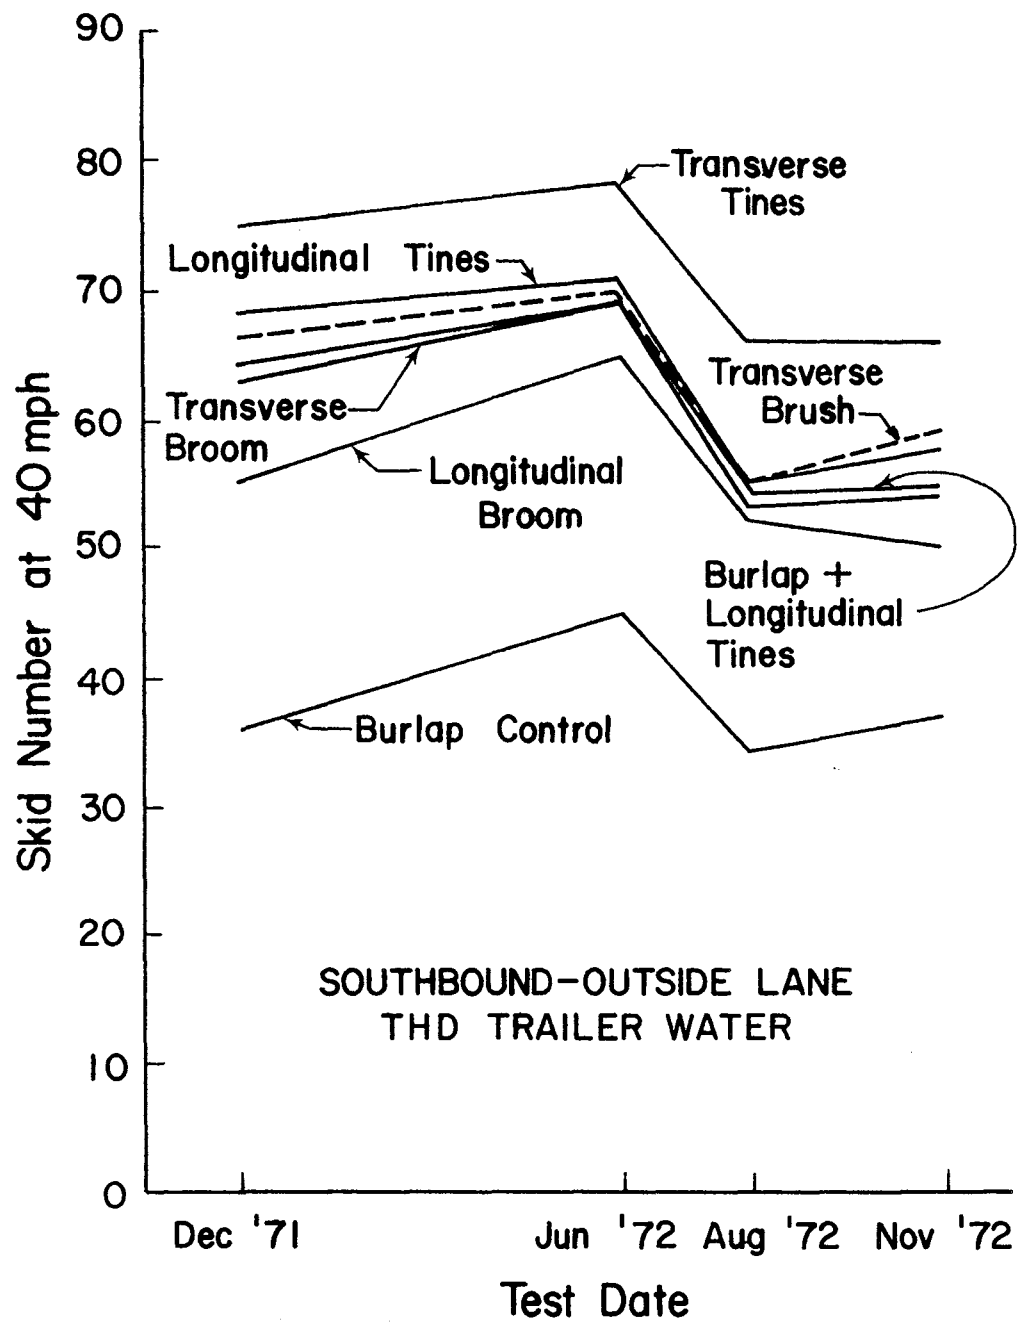 90
80
70
60
50
40
30
20
10
0
Skid Number at 40 mph
Transverse
Tines
Longitudinal Tines
Transverse
Brush
Transverse
Broom
Longitudinal
Broom
Burlap +
Longitudinal
Tines
Burlap Control
SOUTHBOUND-OUTSIDE LANE
THD TRAILER WATER
Dec '71 Jun '72 Aug '72 Nov '72
Test Date